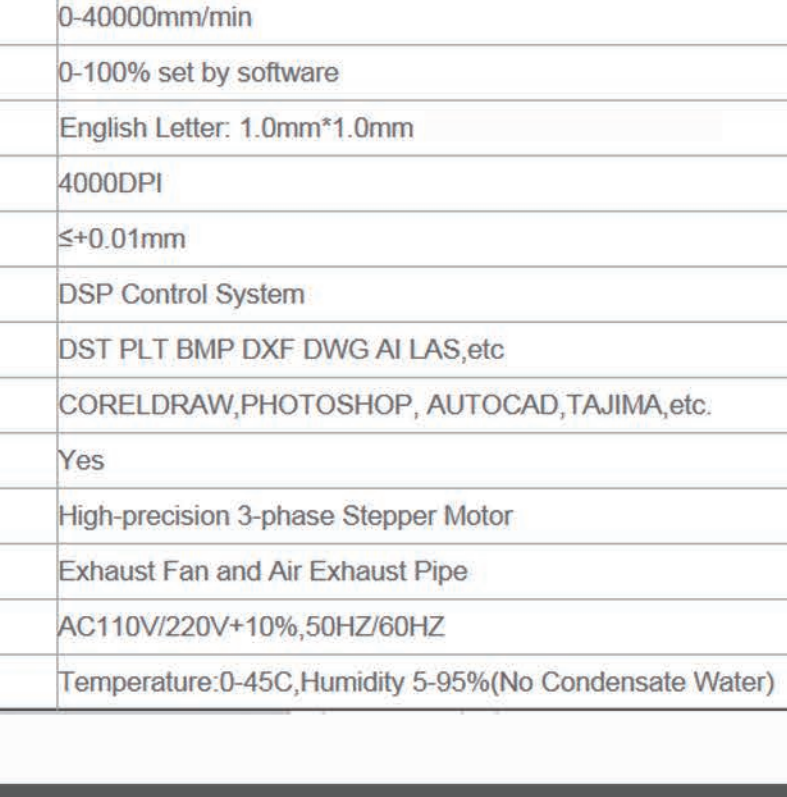 0-40000mm/min
0-100% set by software
English Letter: 1.0mm*1.0mm
4000DPI
≤+0.01mm
DSP Control System
DST PLT BMP DXF DWG AI LAS,etc
CORELDRAW,PHOTOSHOP, AUTOCAD,TAJIMA,etc.
Yes
High-precision 3-phase Stepper Motor
Exhaust Fan and Air Exhaust Pipe
AC110V/220V+10%,50HZ/60HZ
Temperature:0-45C,Humidity 5-95%(No Condensate Water)